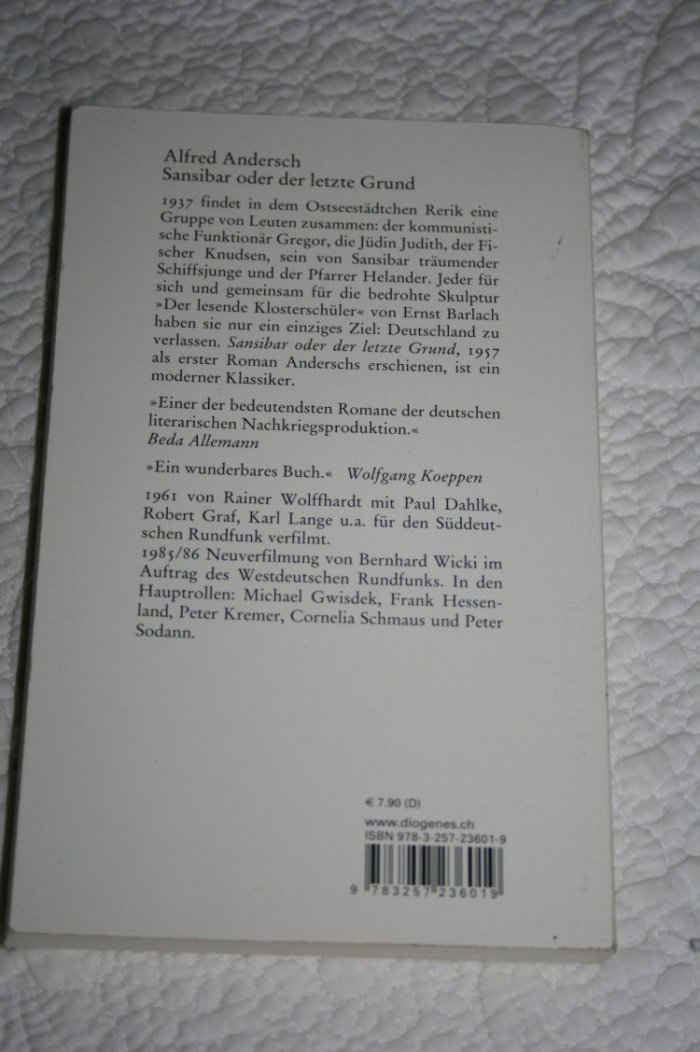 Alfred Andersch
Sansibar oder der letzte Grund
1937 findet in dem Ostseestädtchen Rerik eine
Gruppe von Leuten zusammen: der kommunisti-
sche Funktionär Gregor, die Jüdin Judith, der Fi-
scher Knudsen, sein von Sansibar träumender
Schiffsjunge und der Pfarrer Helander. Jeder für
sich und gemeinsam für die bedrohte Skulptur
»Der lesende Klosterschüler« von Ernst Barlach
haben sie nur ein einziges Ziel: Deutschland zu
verlassen. Sansibar oder der letzte Grund, 1957
als erster Roman Anderschs erschienen, ist ein
moderner Klassiker.
»Einer der bedeutendsten Romane der deutschen
literarischen Nachkriegsproduktion.«
Beda Allemann
»Ein wunderbares Buch.« Wolfgang Koeppen
1961 von Rainer Wolffhardt mit Paul Dahlke,
Robert Graf, Karl Lange u.a. für den Süddeut-
schen Rundfunk verfilmt.
1985/86 Neuverfilmung von Bernhard Wicki im
Auftrag des Westdeutschen Rundfunks. In den
Hauptrollen: Michael Gwisdek, Frank Hessen-
land, Peter Kremer, Cornelia Schmaus und Peter
Sodann.
€ 7.90 (D)
www.diogenes.ch
ISBN 978-3-257-23601-9
9 783257 236019